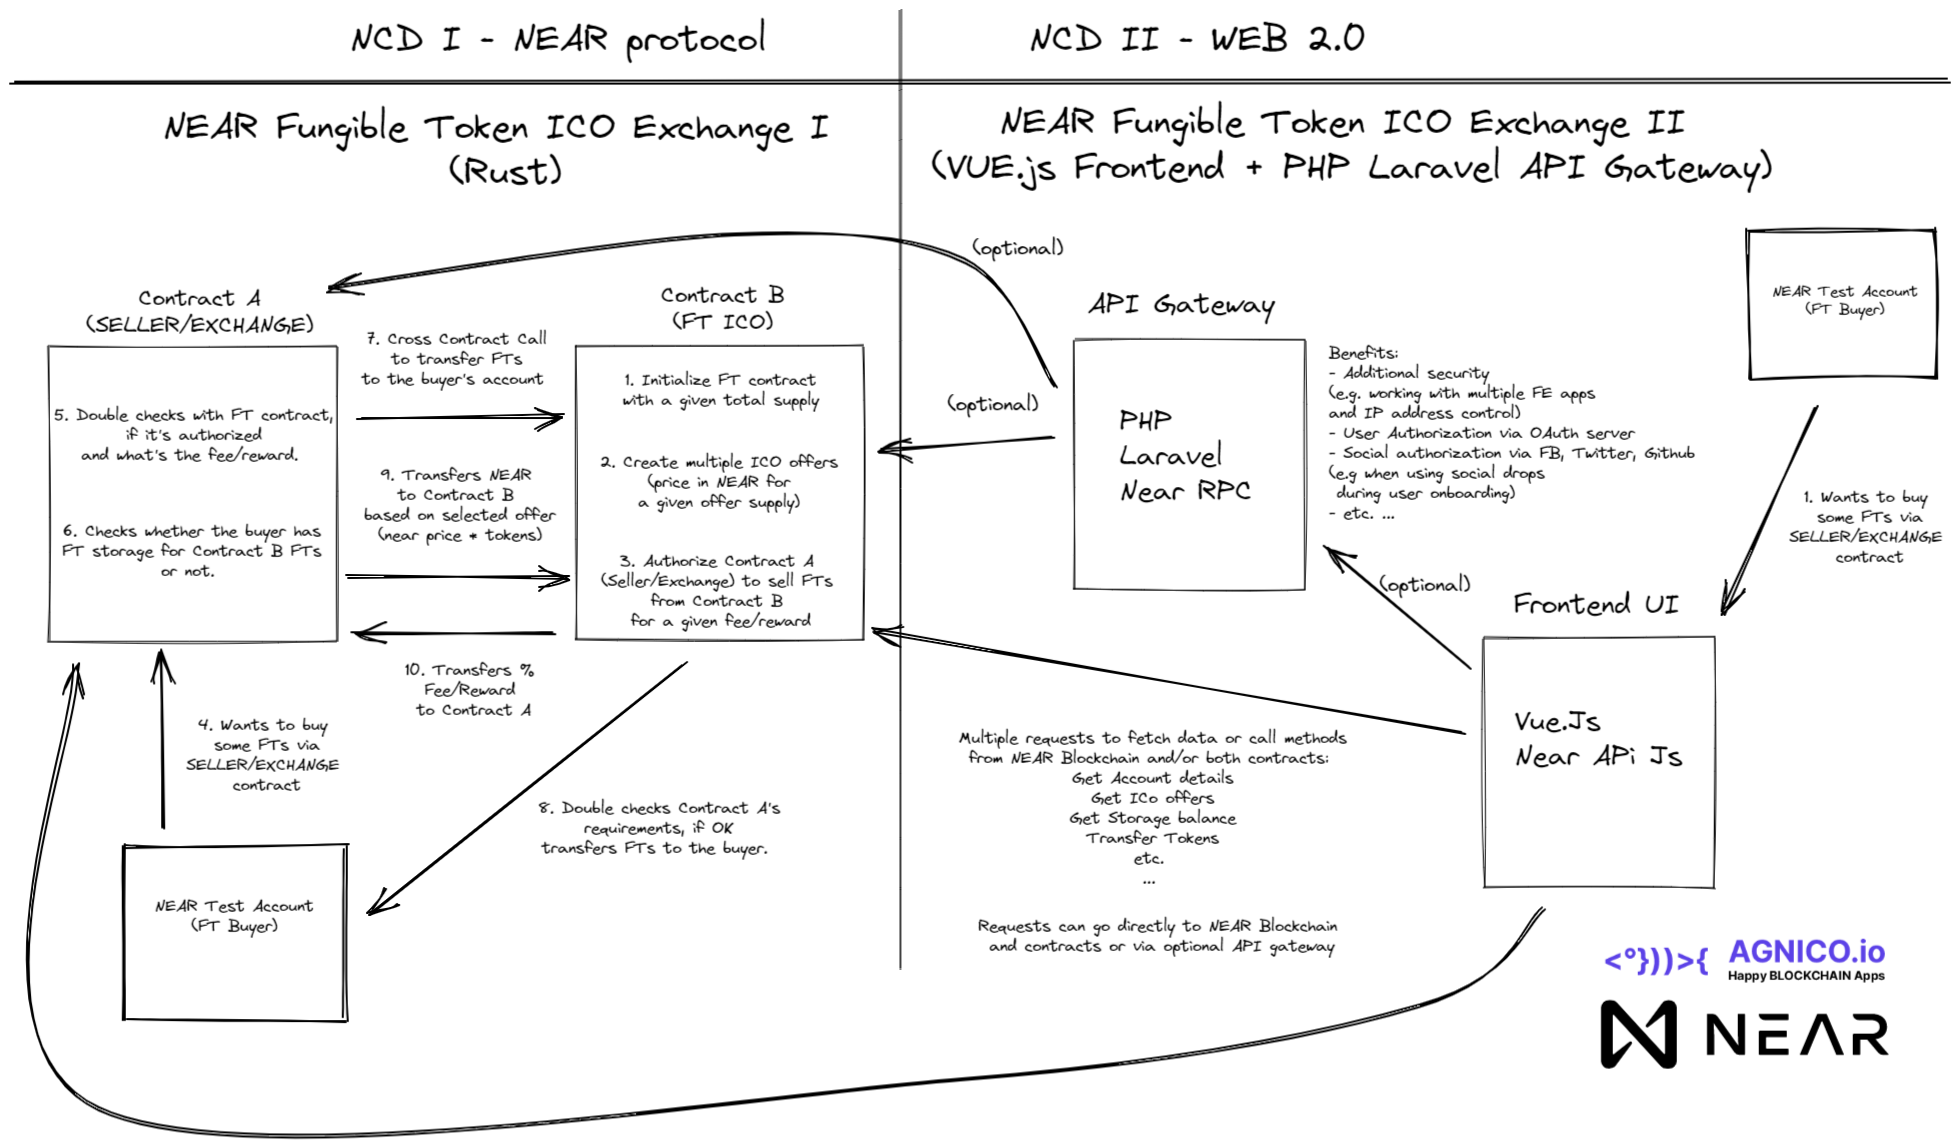 NCD I - NEAR protocol
NCD II - WEB 2.0
NEAR Fungible Token ICO Exchange I
(Rust)
NEAR Fungible Token ICO Exchange II
(VUE.js Frontend + PHP Laravel API Gateway)
Contract A
(SELLER/EXCHANGE)
5. Double checks with FT contract,
if it's authorized
and what's the fee/reward.
6. Checks whether the buyer has
FT storage for Contract B FTs
or not.
7. Cross Contract Call
to transfer FTs
to the buyer's account
9. Transfers NEAR
to Contract B
based on selected offer
(near price * tokens)
10. Transfers %
Fee/Reward
to Contract A
Contract B
(FT ICO)
1. Initialize FT contract
with a given total supply
2. Create multiple ICO offers
(price in NEAR for
a given offer supply)
3. Authorize Contract A
(Seller/Exchange) to sell FTs
from Contract B
for a given fee/reward
4. Wants to buy
some FTs via
SELLER/EXCHANGE
contract
8. Double checks Contract A's
requirements, if OK
transfers FTs to the buyer.
NEAR Test Account
(FT Buyer)
(optional)
(optional)
API Gateway
PHP
Laravel
Near RPC
Benefits:
- Additional security
(e.g. working with multiple FE apps
and IP address control)
- User Authorization via OAuth server
- Social authorization via FB, Twitter, Github
(e.g when using social drops
during user onboarding)
- etc. ...
NEAR Test Account
(FT Buyer)
1. Wants to buy
some FTs via
SELLER/EXCHANGE
contract
(optional)
Frontend UI
Vue.Js
Near APi Js
Multiple requests to fetch data or call methods
from NEAR Blockchain and/or both contracts:
Get Account details
Get ICo offers
Get Storage balance
Transfer Tokens
etc.
...
Requests can go directly to NEAR Blockchain
and contracts or via optional API gateway
<°}))>{ AGNICO.io
Happy BLOCKCHAIN Apps
NEAR